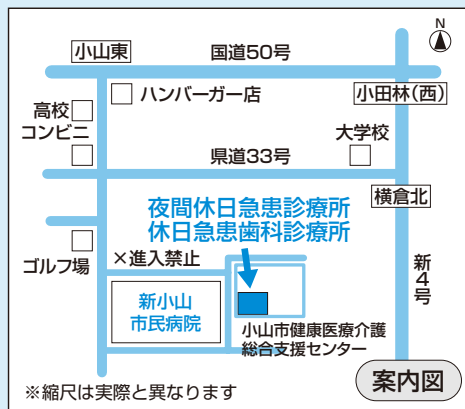 N
小山東
国道50号
ハンバーガー店
小田林(西)
高校
コンビニ
大学校
県道33号
横倉北
夜間休日急患診療所
休日急患歯科診療所
ゴルフ場
×進入禁止
新4号
新小山
市民病院
小山市健康医療介護
総合支援センター
案内図
※縮尺は実際と異なります